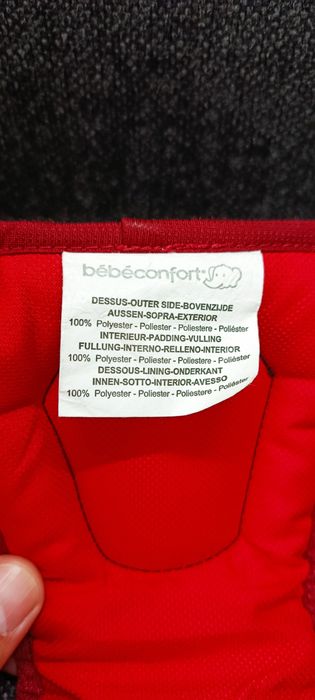 bébéconfort
DESSUS-OUTER SIDE-BOVENZIJDE
AUSSEN-SOPRA-EXTERIOR
100% Polyester - Poliester - Poliestere - Poliéster
INTERIEUR-PADDING-VULLING
FULLUNG-INTERNO-RELLENO-INTERIOR
100% Polyester - Poliester - Poliestere - Poliéster
DESSOUS-LINING-ONDERKANT
INNEN-SOTTO-INTERIOR-AVESSO
100% Polyester - Poliester - Poliestere - Poliéster